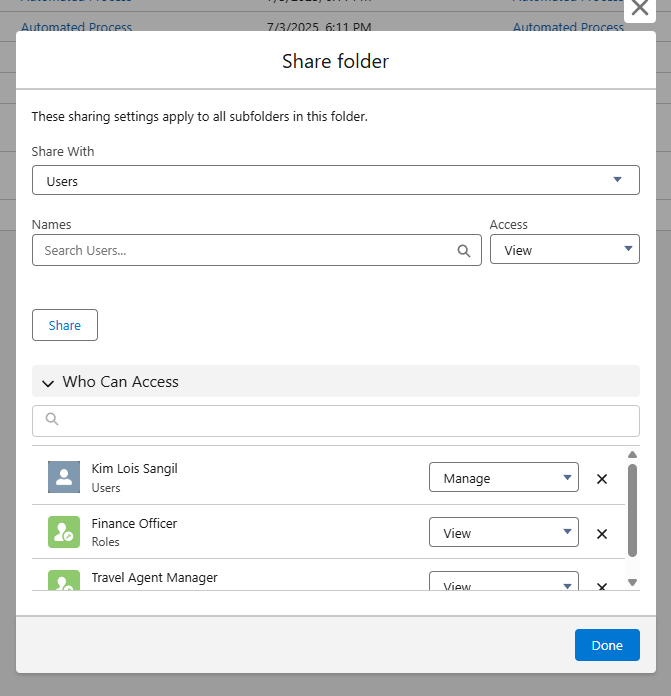 Automated Process 7/3/2025, 6:11 PM Automated Process
Share folder
These sharing settings apply to all subfolders in this folder.
Share With
Users
Names Access
Search Users... View
Share
Who Can Access
Kim Lois Sangil
Users
Manage
Finance Officer
Roles
View
Travel Agent Manager
View
Done